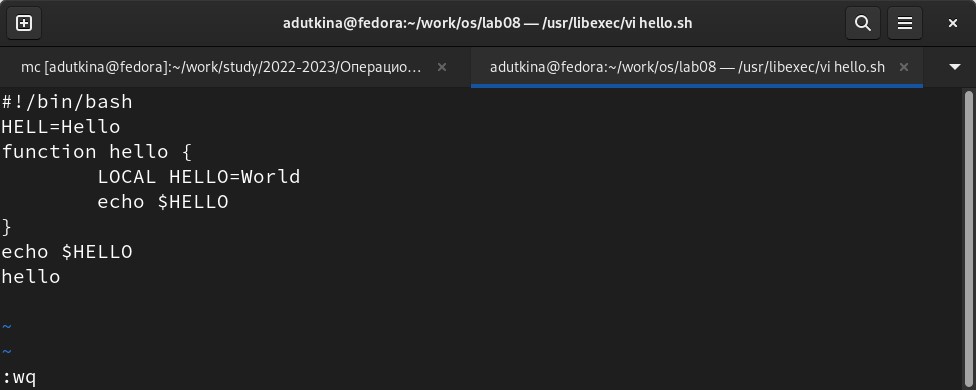 adutkina@fedora:~/work/os/lab08 — /usr/libexec/vi hello.sh
mc [adutkina@fedora]:~/work/study/2022-2023/Операцио…
adutkina@fedora:~/work/os/lab08 — /usr/libexec/vi hello.sh
#!/bin/bash
HELL=Hello
function hello {
        LOCAL HELLO=World
        echo $HELLO
}
echo $HELLO
hello
~
~
:wq